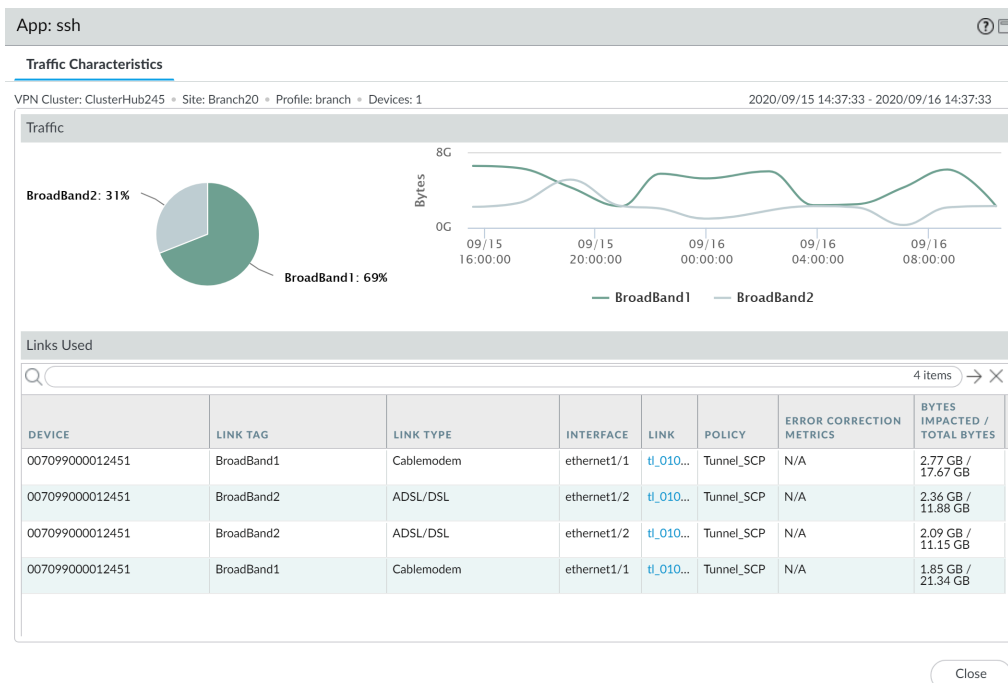 App: ssh
Traffic Characteristics
VPN Cluster: ClusterHub245 • Site: Branch20 • Profile: branch • Devices: 1 2020/09/15 14:37:33 - 2020/09/16 14:37:33
Traffic
BroadBand2: 31%
BroadBand1: 69%
8G
Bytes
0G
09/15 09/15 09/16 09/16 09/16
16:00:00 20:00:00 00:00:00 04:00:00 08:00:00
BroadBand1 BroadBand2
Links Used
4 items
DEVICE LINK TAG LINK TYPE INTERFACE LINK POLICY ERROR CORRECTION METRICS BYTES IMPACTED / TOTAL BYTES
007099000012451 BroadBand1 Cablemodem ethernet1/1 tl_010... Tunnel_SCP N/A 2.77 GB / 17.67 GB
007099000012451 BroadBand2 ADSL/DSL ethernet1/2 tl_010... Tunnel_SCP N/A 2.36 GB / 11.88 GB
007099000012451 BroadBand2 ADSL/DSL ethernet1/2 tl_010... Tunnel_SCP N/A 2.09 GB / 11.15 GB
007099000012451 BroadBand1 Cablemodem ethernet1/1 tl_010... Tunnel_SCP N/A 1.85 GB / 21.34 GB
Close